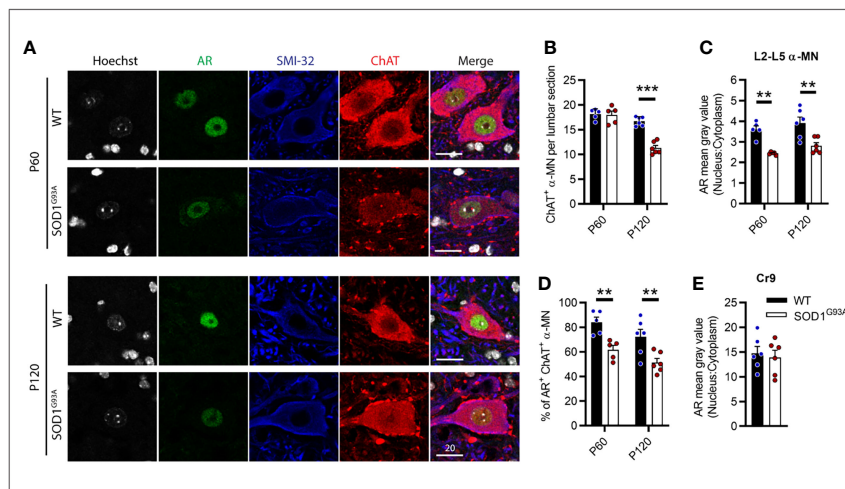 A
Hoechst AR SMI-32 ChAT Merge
P60
WT
SOD1G93A
P120
WT
SOD1G93A
20
B
***
ChAT+ α-MN per lumbar section
25
20
15
10
5
0
P60 P120
C
L2-L5 α-MN
** **
AR mean gray value
(Nucleus:Cytoplasm)
6
5
4
3
2
1
0
P60 P120
D
** **
% of AR+ ChAT+ α-MN
100
80
60
40
20
0
P60 P120
E
Cr9
WT
SOD1G93A
AR mean gray value
(Nucleus:Cytoplasm)
25
20
15
10
5
0